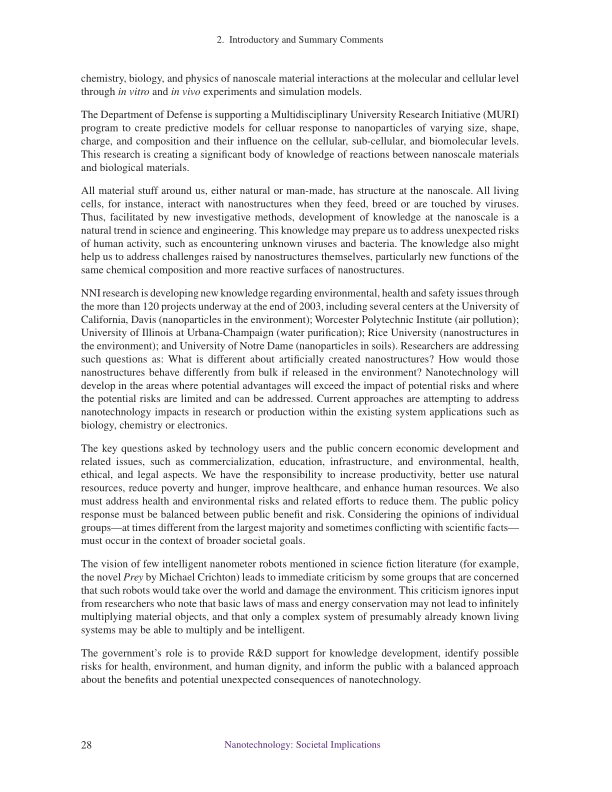 2. Introductory and Summary Comments
chemistry, biology, and physics of nanoscale material interactions at the molecular and cellular level
through in vitro and in vivo experiments and simulation models.
The Department of Defense is supporting a Multidisciplinary University Research Initiative (MURI)
program to create predictive models for celluar response to nanoparticles of varying size, shape,
charge, and composition and their influence on the cellular, sub-cellular, and biomolecular levels.
This research is creating a significant body of knowledge of reactions between nanoscale materials
and biological materials.
All material stuff around us, either natural or man-made, has structure at the nanoscale. All living
cells, for instance, interact with nanostructures when they feed, breed or are touched by viruses.
Thus, facilitated by new investigative methods, development of knowledge at the nanoscale is a
natural trend in science and engineering. This knowledge may prepare us to address unexpected risks
of human activity, such as encountering unknown viruses and bacteria. The knowledge also might
help us to address challenges raised by nanostructures themselves, particularly new functions of the
same chemical composition and more reactive surfaces of nanostructures.
NNI research is developing new knowledge regarding environmental, health and safety issues through
the more than 120 projects underway at the end of 2003, including several centers at the University of
California, Davis (nanoparticles in the environment); Worcester Polytechnic Institute (air pollution);
University of Illinois at Urbana-Champaign (water purification); Rice University (nanostructures in
the environment); and University of Notre Dame (nanoparticles in soils). Researchers are addressing
such questions as: What is different about artificially created nanostructures? How would those
nanostructures behave differently from bulk if released in the environment? Nanotechnology will
develop in the areas where potential advantages will exceed the impact of potential risks and where
the potential risks are limited and can be addressed. Current approaches are attempting to address
nanotechnology impacts in research or production within the existing system applications such as
biology, chemistry or electronics.
The key questions asked by technology users and the public concern economic development and
related issues, such as commercialization, education, infrastructure, and environmental, health,
ethical, and legal aspects. We have the responsibility to increase productivity, better use natural
resources, reduce poverty and hunger, improve healthcare, and enhance human resources. We also
must address health and environmental risks and related efforts to reduce them. The public policy
response must be balanced between public benefit and risk. Considering the opinions of individual
groups—at times different from the largest majority and sometimes conflicting with scientific facts—
must occur in the context of broader societal goals.
The vision of few intelligent nanometer robots mentioned in science fiction literature (for example,
the novel Prey by Michael Crichton) leads to immediate criticism by some groups that are concerned
that such robots would take over the world and damage the environment. This criticism ignores input
from researchers who note that basic laws of mass and energy conservation may not lead to infinitely
multiplying material objects, and that only a complex system of presumably already known living
systems may be able to multiply and be intelligent.
The government's role is to provide R&D support for knowledge development, identify possible
risks for health, environment, and human dignity, and inform the public with a balanced approach
about the benefits and potential unexpected consequences of nanotechnology.
28 Nanotechnology: Societal Implications